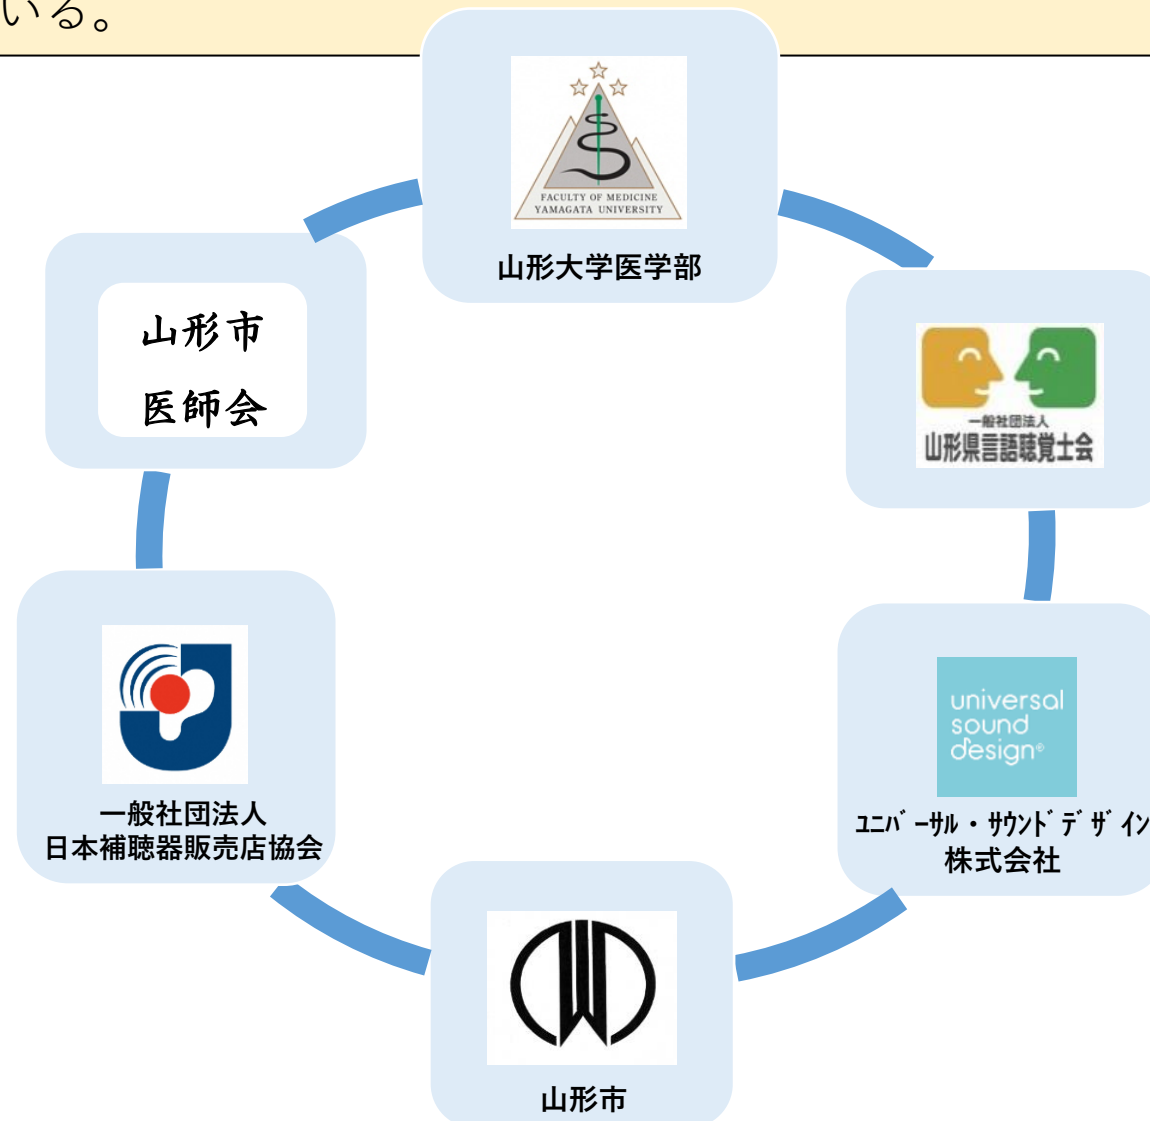 いる。
FACULTY OF MEDICINE
YAMAGATA UNIVERSITY
山形大学医学部
山形市
医師会
一般社団法人
山形県言語聴覚士会
一般社団法人
日本補聴器販売店協会
universal
sound
design®
ﾕﾆﾊﾞｰｻﾙ・ｻｳﾝﾄﾞﾃﾞｻﾞｲﾝ
株式会社
山形市